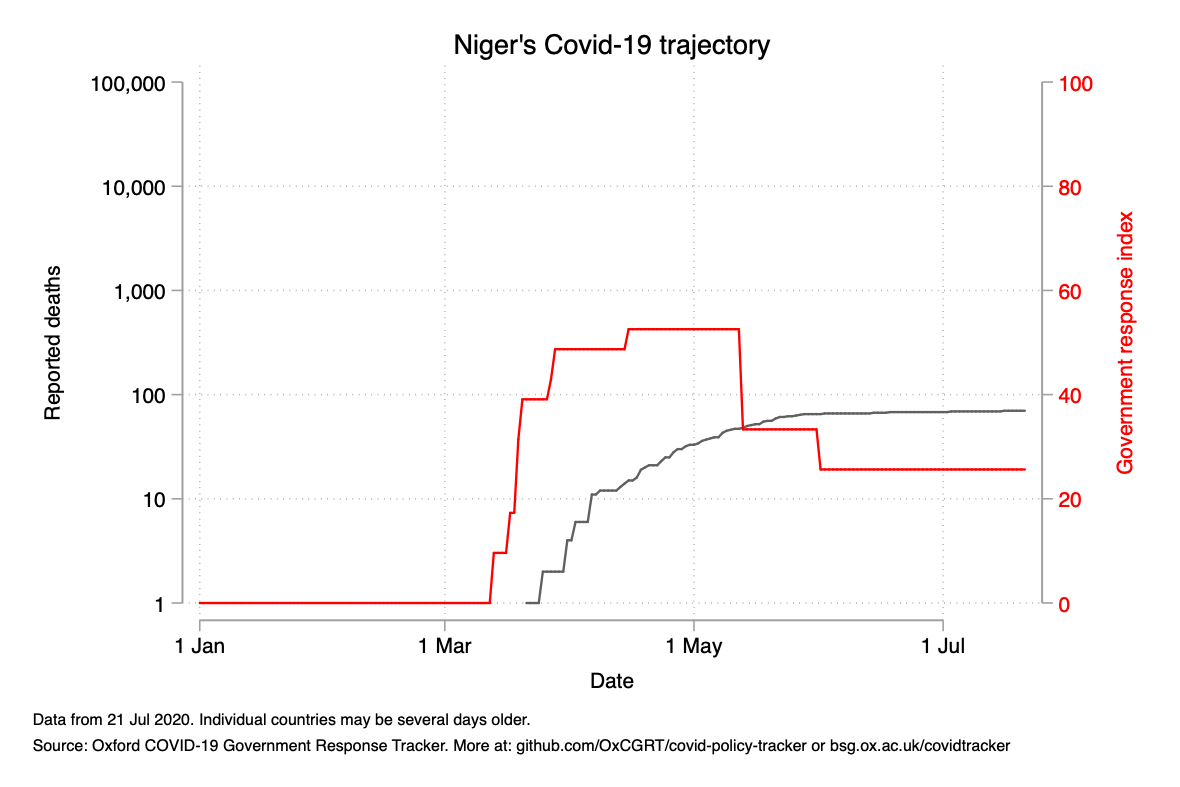 Niger's Covid-19 trajectory
100,000
10,000
1,000
100
10
1
Reported deaths
100
80
60
40
20
0
Government response index
1 Jan
1 Mar
1 May
1 Jul
Date
Data from 21 Jul 2020. Individual countries may be several days older.
Source: Oxford COVID-19 Government Response Tracker. More at: github.com/OxCGRT/covid-policy-tracker or bsg.ox.ac.uk/covidtracker